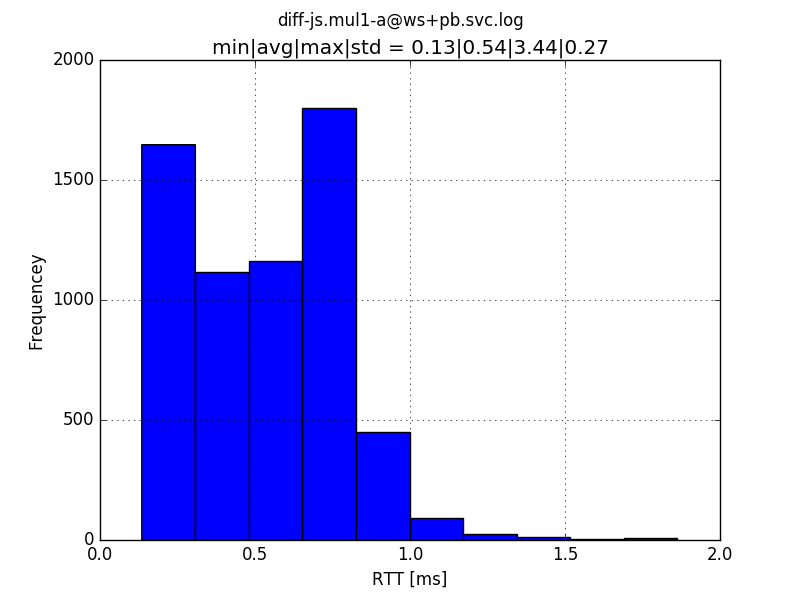 diff-js.mul1-a@ws+pb.svc.log
min|avg|max|std = 0.13|0.54|3.44|0.27
2000
1500
1000
500
0
Frequencey
0.0 0.5 1.0 1.5 2.0
RTT [ms]